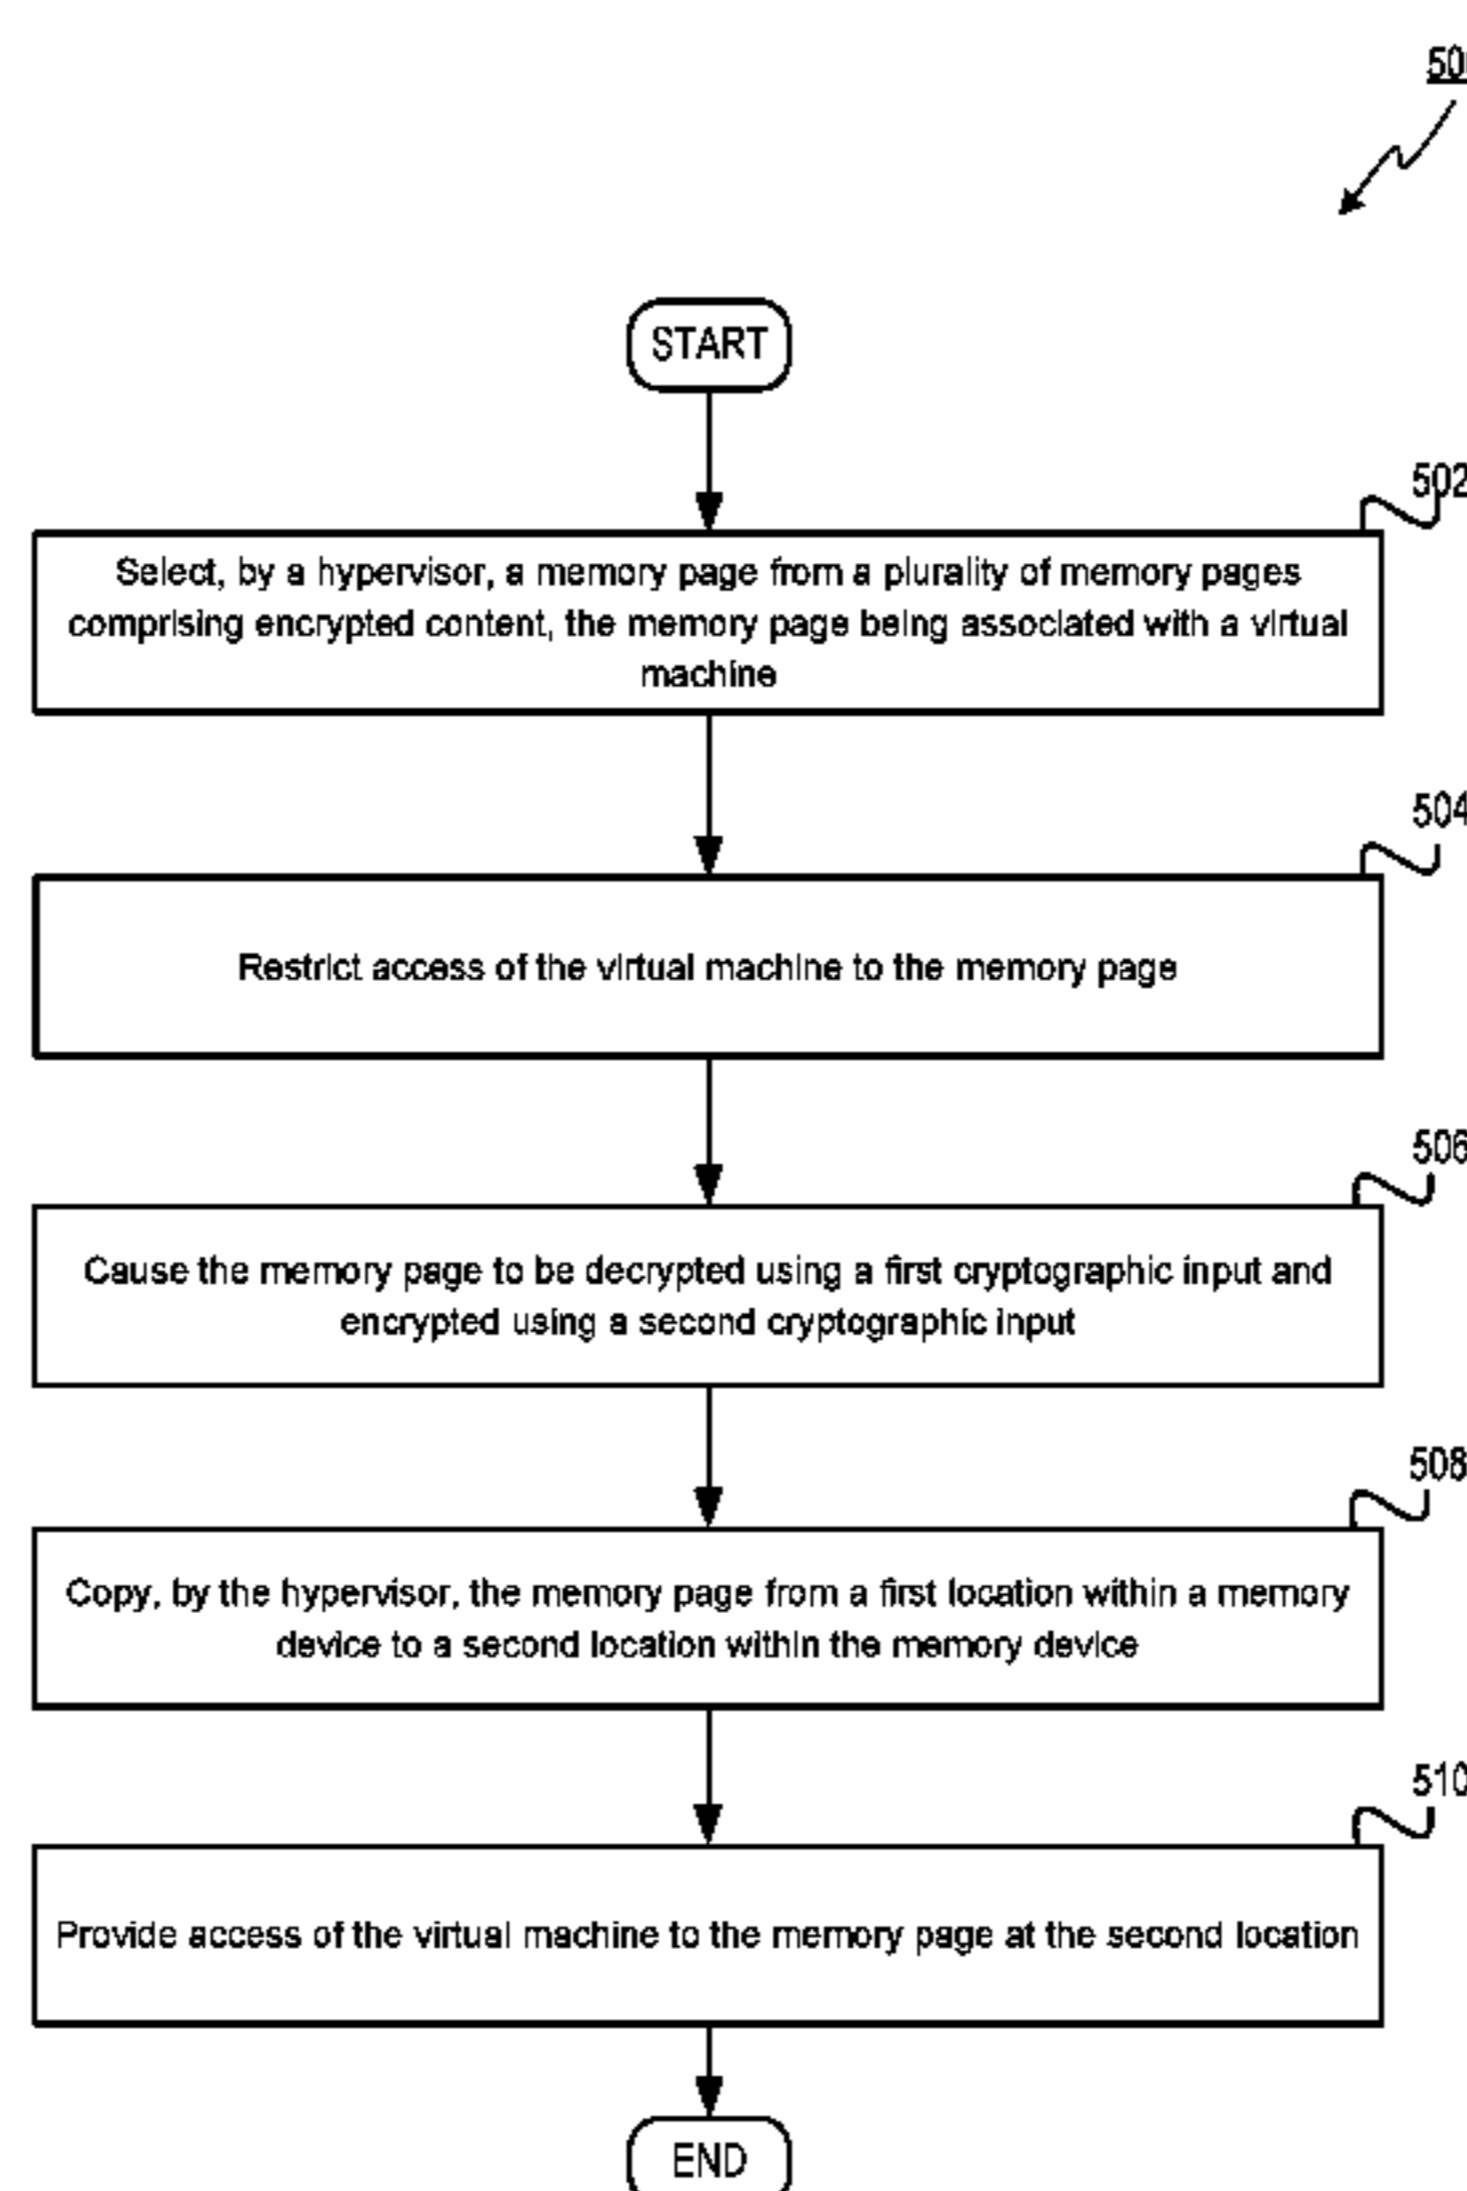 START
502
Select, by a hypervisor, a memory page from a plurality of memory pages
comprising encrypted content, the memory page being associated with a virtual
machine
504
Restrict access of the virtual machine to the memory page
506
Cause the memory page to be decrypted using a first cryptographic input and
encrypted using a second cryptographic input
508
Copy, by the hypervisor, the memory page from a first location within a memory
device to a second location within the memory device
510
Provide access of the virtual machine to the memory page at the second location
END